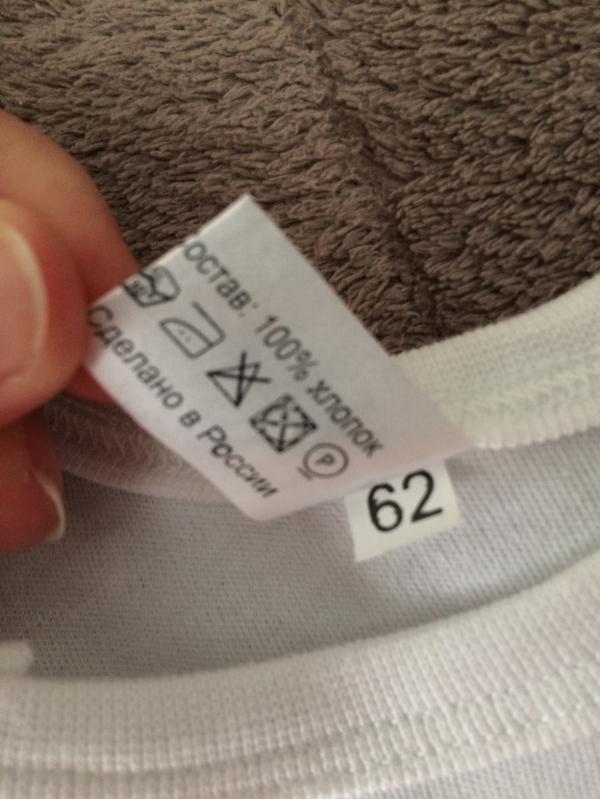 остав: 100% хлопок
P
Сделано в России
62